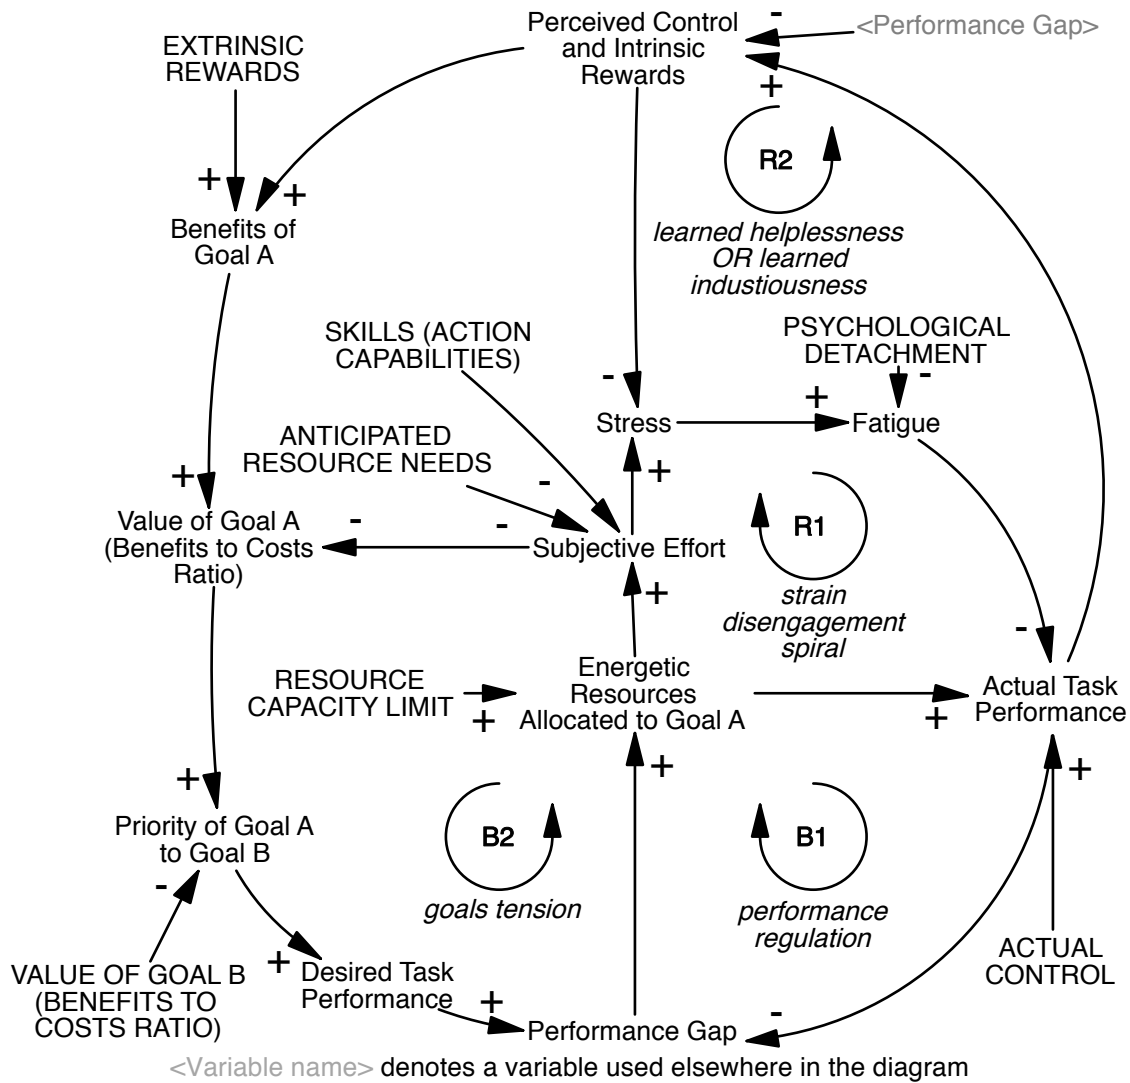 Perceived Control
and Intrinsic
Rewards
-
<Performance Gap>
EXTRINSIC
REWARDS
+
R2
+
+
Benefits of
Goal A
learned helplessness
OR learned
industiousness
SKILLS (ACTION
CAPABILITIES)
PSYCHOLOGICAL
DETACHMENT
-
-
+
Stress
Fatigue
ANTICIPATED
RESOURCE NEEDS
+
+
-
Value of Goal A
(Benefits to Costs
Ratio)
-
-
Subjective Effort
R1
+
strain
disengagement
spiral
-
Energetic
Resources
Allocated to Goal A
RESOURCE
CAPACITY LIMIT
+
+
Actual Task
Performance
+
+
+
Priority of Goal A
to Goal B
B2
B1
-
goals tension
performance
regulation
ACTUAL
CONTROL
VALUE OF GOAL B
(BENEFITS TO
COSTS RATIO)
+
Desired Task
Performance
+
Performance Gap
-
<Variable name> denotes a variable used elsewhere in the diagram